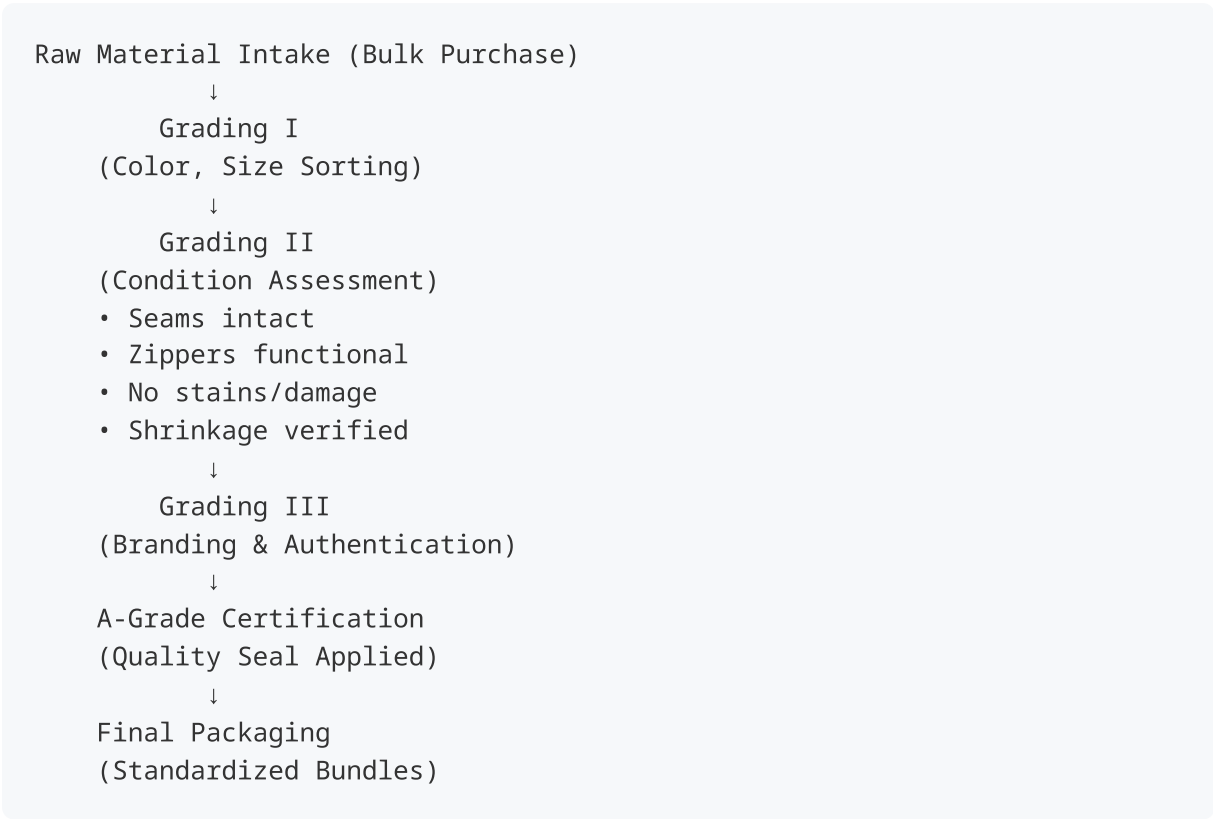 Raw Material Intake (Bulk Purchase)
↓
Grading I
(Color, Size Sorting)
↓
Grading II
(Condition Assessment)
• Seams intact
• Zippers functional
• No stains/damage
• Shrinkage verified
↓
Grading III
(Branding & Authentication)
↓
A-Grade Certification
(Quality Seal Applied)
↓
Final Packaging
(Standardized Bundles)